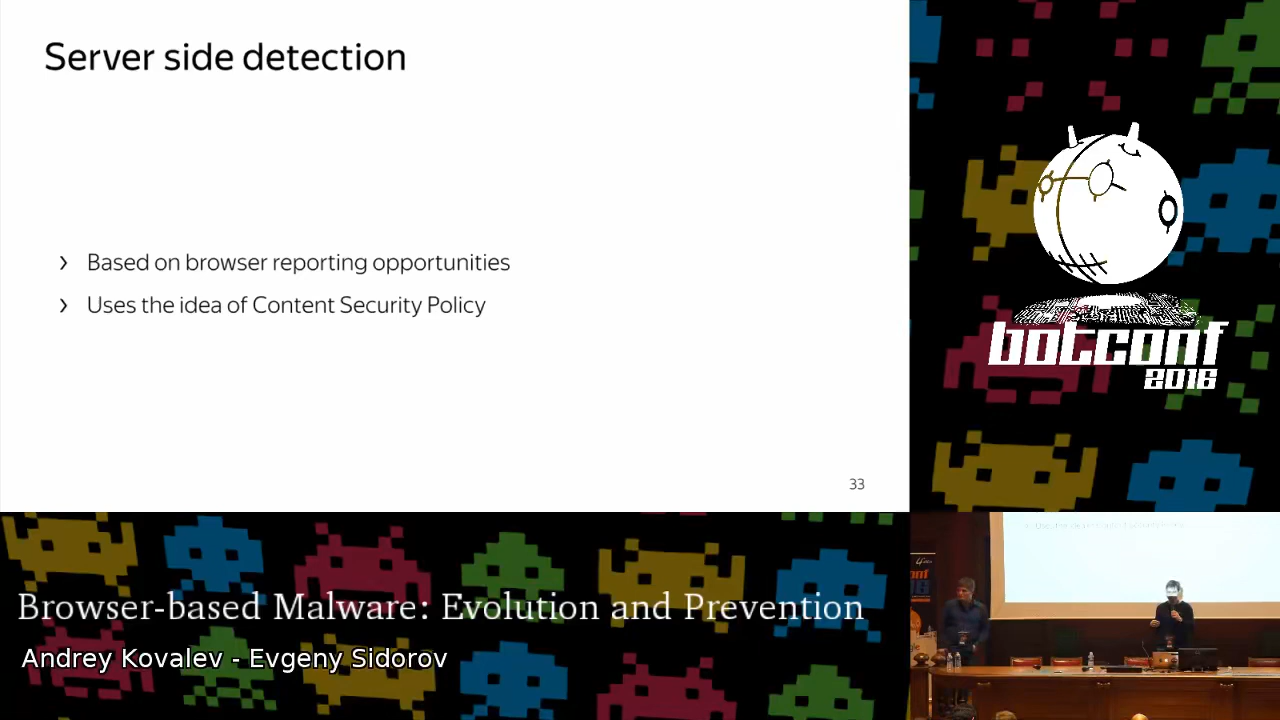 Server side detection
› Based on browser reporting opportunities
› Uses the idea of Content Security Policy
33
botconf
2016
Browser-based Malware: Evolution and Prevention
Andrey Kovalev - Evgeny Sidorov